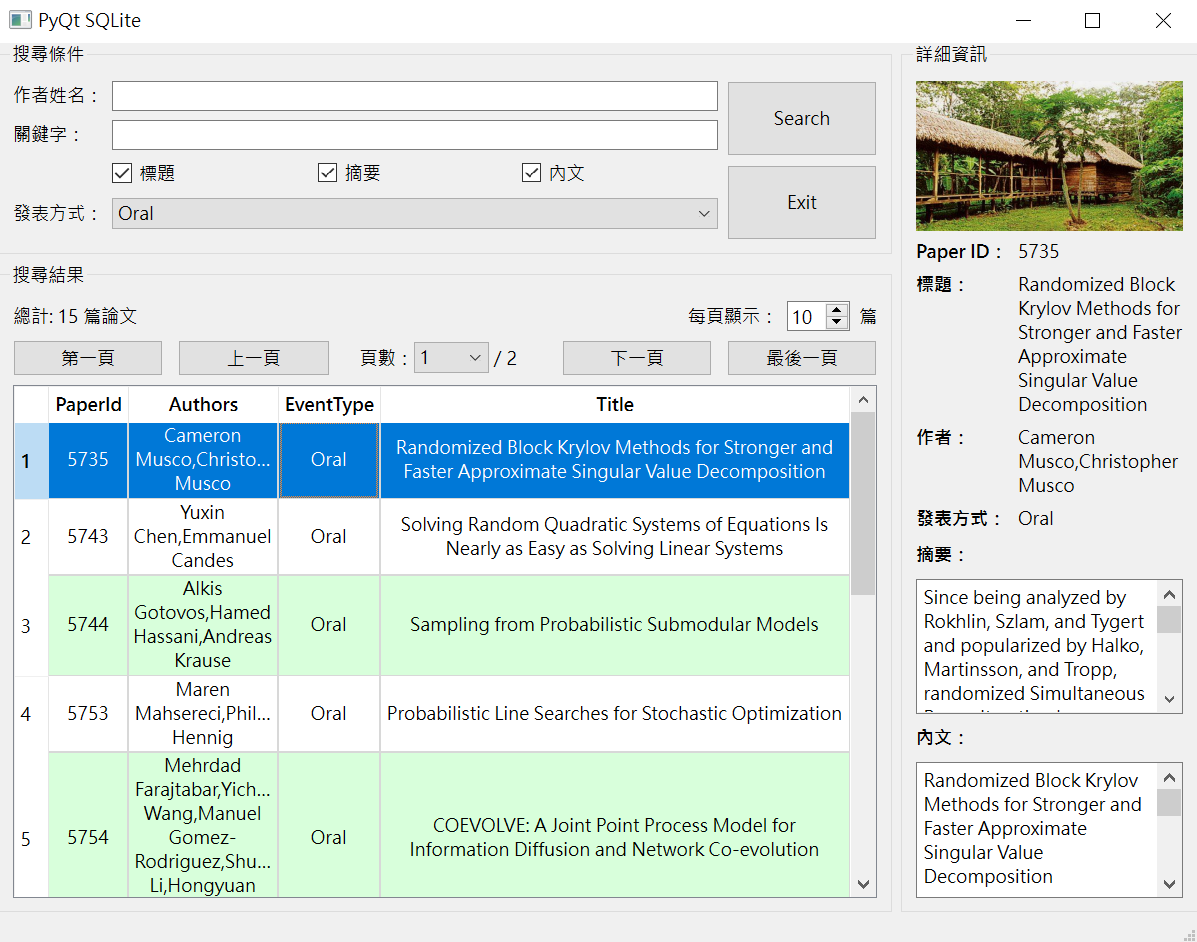 PyQt SQLite
搜尋條件
作者姓名：
Search
關鍵字：
標題 摘要 內文
發表方式： Oral
Exit
搜尋結果
總計: 15 篇論文
每頁顯示： 10 篇
第一頁 上一頁 頁數： 1 / 2 下一頁 最後一頁
PaperId Authors EventType Title
1 5735
Cameron
Musco,Christo...
Musco
Oral
Randomized Block Krylov Methods for Stronger and
Faster Approximate Singular Value Decomposition
2 5743
Yuxin
Chen,Emmanuel
Candes
Oral
Solving Random Quadratic Systems of Equations Is
Nearly as Easy as Solving Linear Systems
3 5744
Alkis
Gotovos,Hamed
Hassani,Andreas
Krause
Oral
Sampling from Probabilistic Submodular Models
4 5753
Maren
Mahsereci,Phil...
Hennig
Oral
Probabilistic Line Searches for Stochastic Optimization
5 5754
Mehrdad
Farajtabar,Yich...
Wang,Manuel
Gomez-
Rodriguez,Shu...
Li,Hongyuan
Oral
COEVOLVE: A Joint Point Process Model for
Information Diffusion and Network Co-evolution
詳細資訊
Paper ID： 5735
標題： Randomized Block
Krylov Methods for
Stronger and Faster
Approximate
Singular Value
Decomposition
作者： Cameron
Musco,Christopher
Musco
發表方式： Oral
摘要：
Since being analyzed by
Rokhlin, Szlam, and Tygert
and popularized by Halko,
Martinsson, and Tropp,
randomized Simultaneous
內文：
Randomized Block Krylov
Methods for Stronger and
Faster Approximate
Singular Value
Decomposition